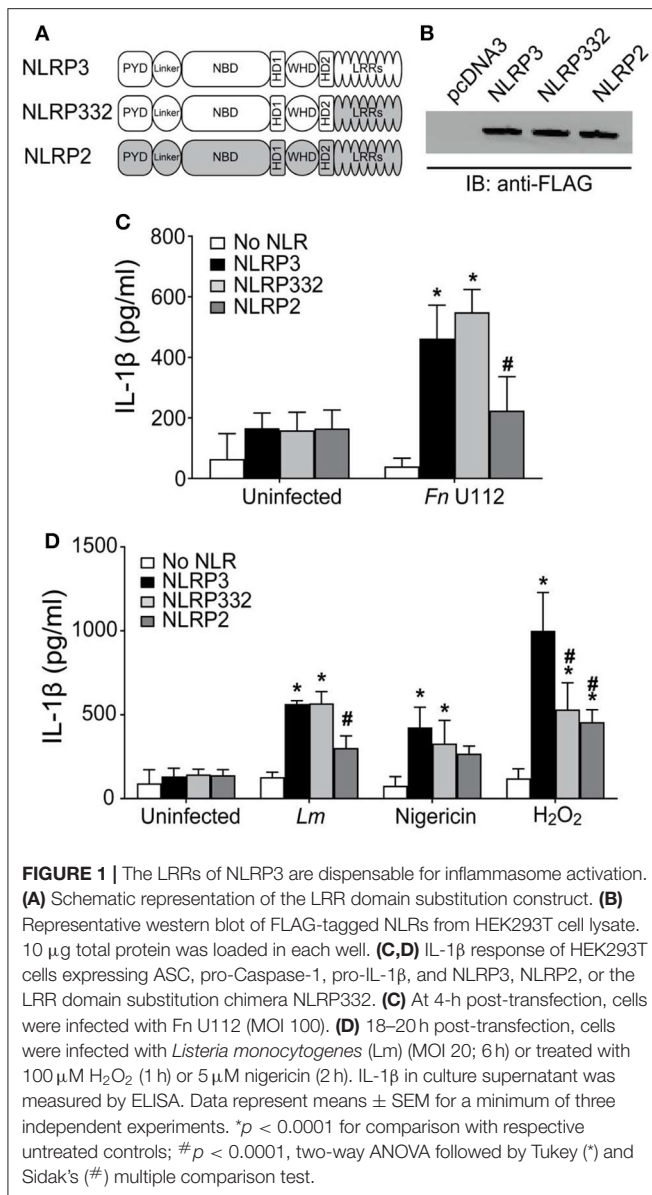 A
NLRP3
PYD Linker NBD HD1 WHD HD2 LRRs
NLRP332
PYD Linker NBD HD1 WHD HD2 LRRs
NLRP2
PYD Linker NBD HD1 WHD HD2 LRRs
B
pcDNA3 NLRP3 NLRP332 NLRP2
IB: anti-FLAG
C
IL-1β (pg/ml)
800
600
400
200
0
No NLR
NLRP3
NLRP332
NLRP2
* * #
Uninfected Fn U112
D
IL-1β (pg/ml)
1500
1000
500
0
No NLR
NLRP3
NLRP332
NLRP2
* * #
* *
* # * # *
Uninfected Lm Nigericin H₂O₂
FIGURE 1 | The LRRs of NLRP3 are dispensable for inflammasome activation.
(A) Schematic representation of the LRR domain substitution construct. (B)
Representative western blot of FLAG-tagged NLRs from HEK293T cell lysate.
10 μg total protein was loaded in each well. (C,D) IL-1β response of HEK293T
cells expressing ASC, pro-Caspase-1, pro-IL-1β, and NLRP3, NLRP2, or the
LRR domain substitution chimera NLRP332. (C) At 4-h post-transfection, cells
were infected with Fn U112 (MOI 100). (D) 18–20 h post-transfection, cells
were infected with Listeria monocytogenes (Lm) (MOI 20; 6 h) or treated with
100 μM H₂O₂ (1 h) or 5 μM nigericin (2 h). IL-1β in culture supernatant was
measured by ELISA. Data represent means ± SEM for a minimum of three
independent experiments. *p < 0.0001 for comparison with respective
untreated controls; #p < 0.0001, two-way ANOVA followed by Tukey (*) and
Sidak's (#) multiple comparison test.